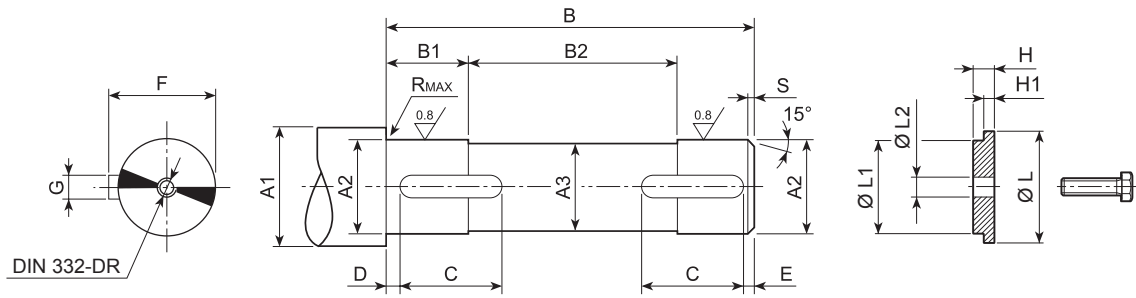 F
G
DIN 332-DR
B
B1
B2
RMAX
0.8
0.8
S
15°
A1
A2
A3
A2
D
C
C
E
H
H1
Ø L2
Ø L1
Ø L